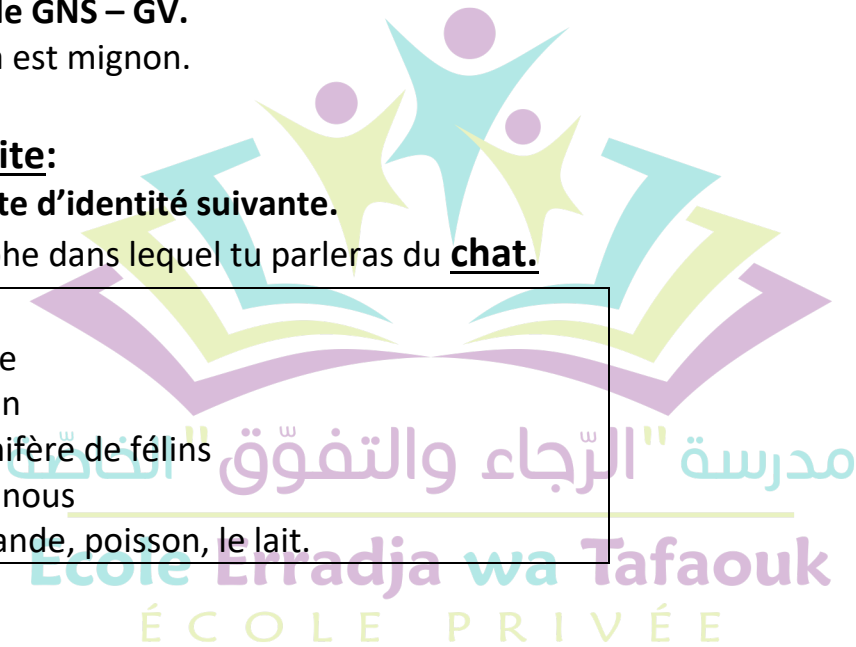 le GNS – GV.
n est mignon.
ite:
te d’identité suivante.
he dans lequel tu parleras du chat.
e
n
ifère de félins
nous
ande, poisson, le lait.
مدرسة "الرّجاء والتفوّق" الخاصّة
Ecole Erradja wa Tafaouk
ÉCOLE PRIVÉE